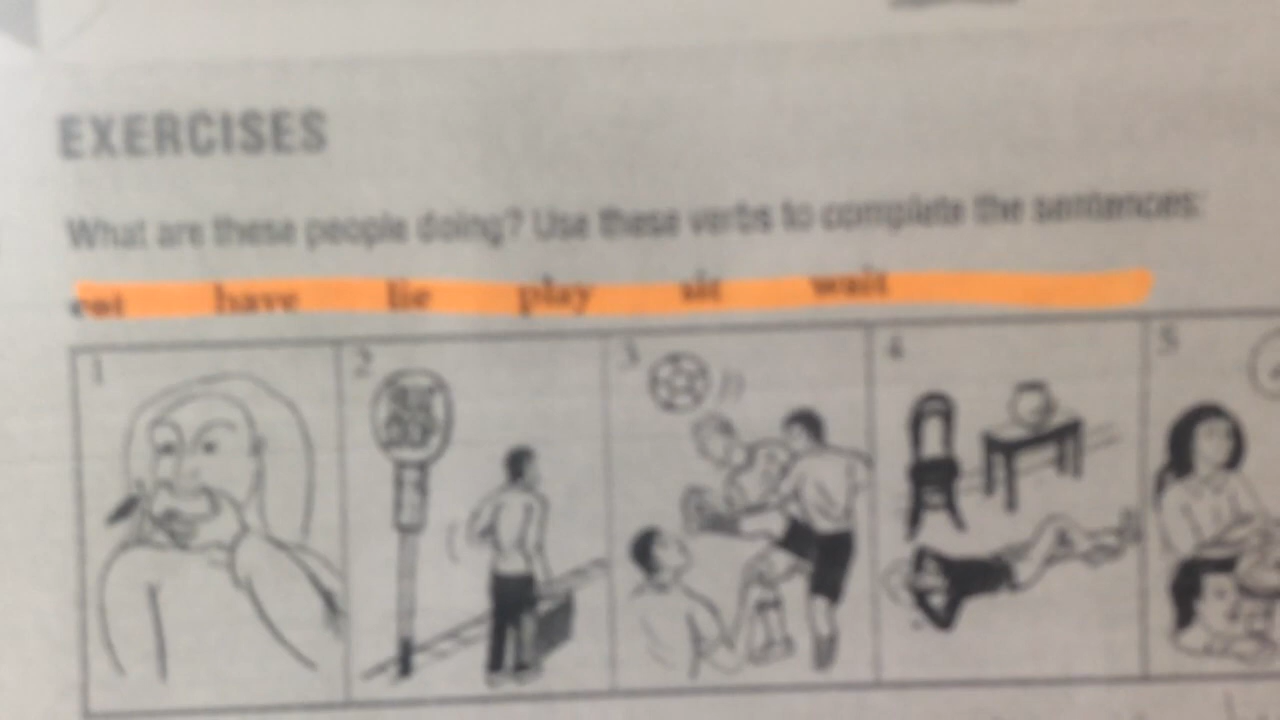 EXERCISES
What are these people doing? Use these verbs to complete the sentences:
eat have lie play sit wait
1 2 3 4 5